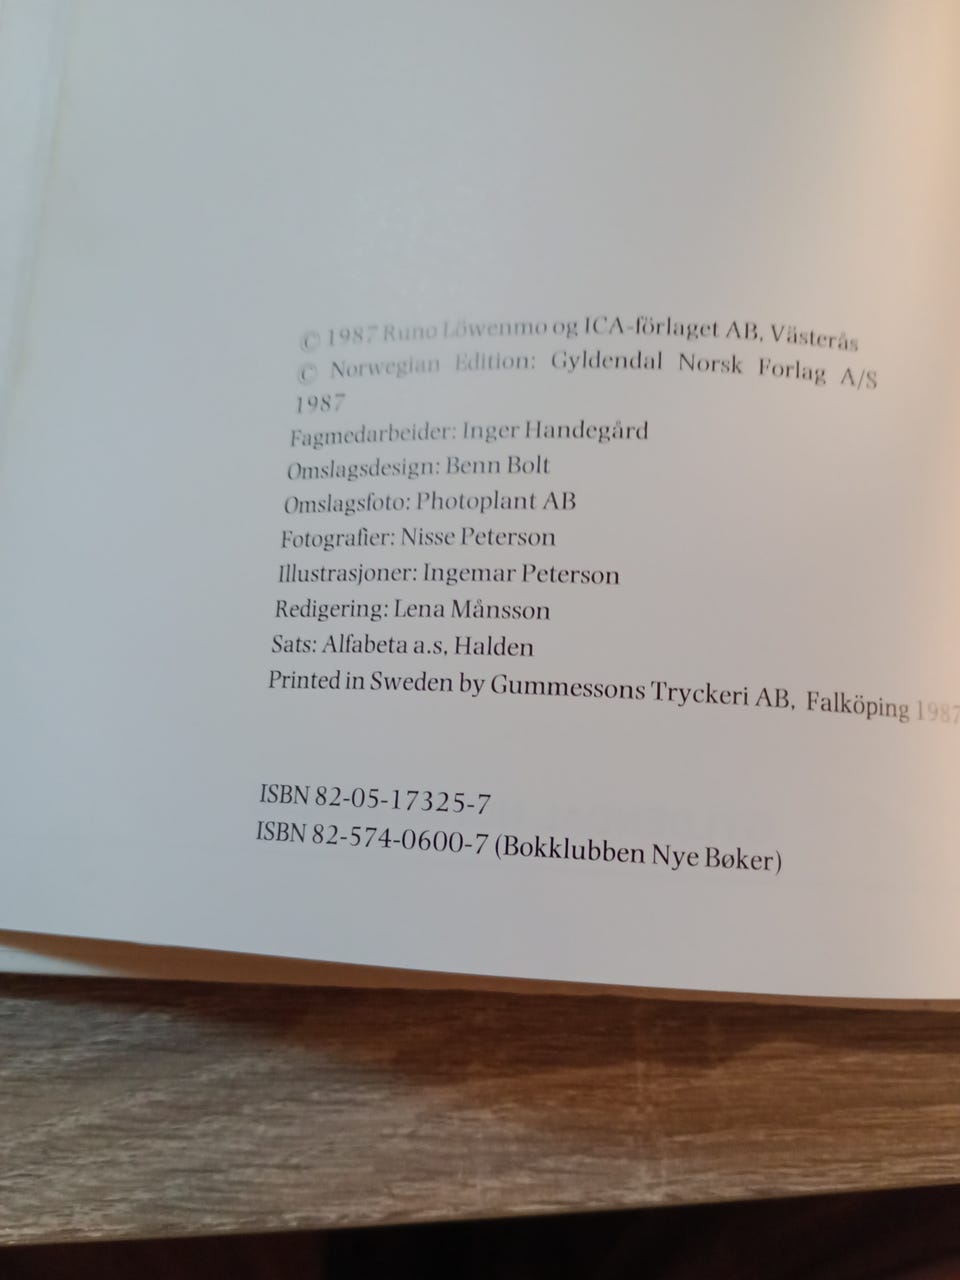 © 1987 Runo Löwenmo og ICA-förlaget AB, Västerås
© Norwegian Edition: Gyldendal Norsk Forlag A/S
1987
Fagmedarbeider: Inger Handegård
Omslagsdesign: Benn Bolt
Omslagsfoto: Photoplant AB
Fotografier: Nisse Peterson
Illustrasjoner: Ingemar Peterson
Redigering: Lena Månsson
Sats: Alfabeta a.s, Halden
Printed in Sweden by Gummessons Tryckeri AB, Falköping 1987
ISBN 82-05-17325-7
ISBN 82-574-0600-7 (Bokklubben Nye Bøker)